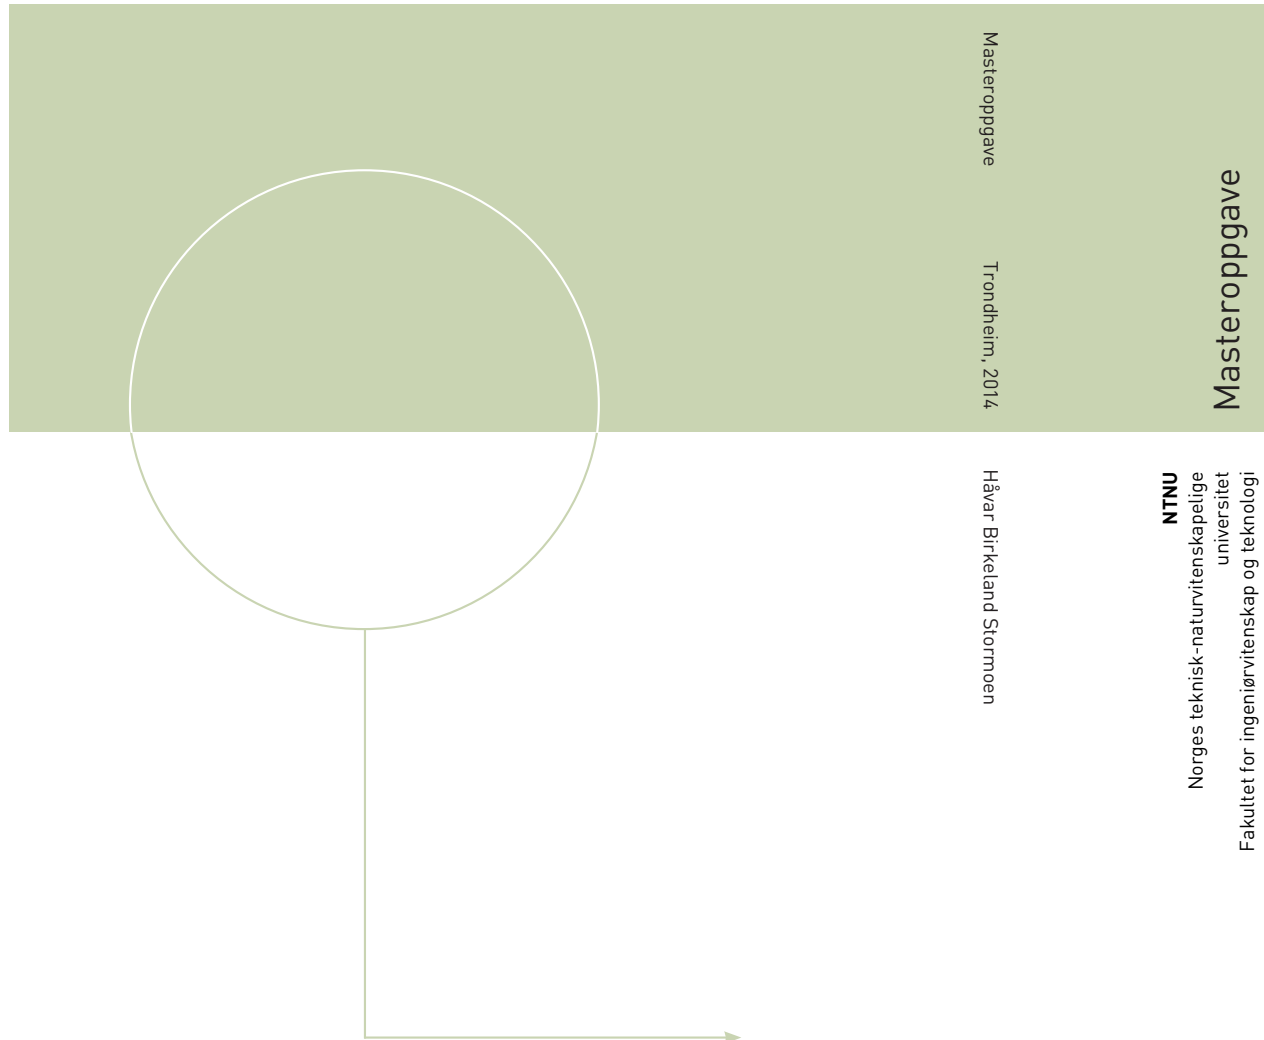 Masteroppgave
Trondheim, 2014
Håvar Birkeland Stormoen
Masteroppgave
NTNU
Norges teknisk-naturvitenskapelige
universitet
Fakultet for ingeniørvitenskap og teknologi